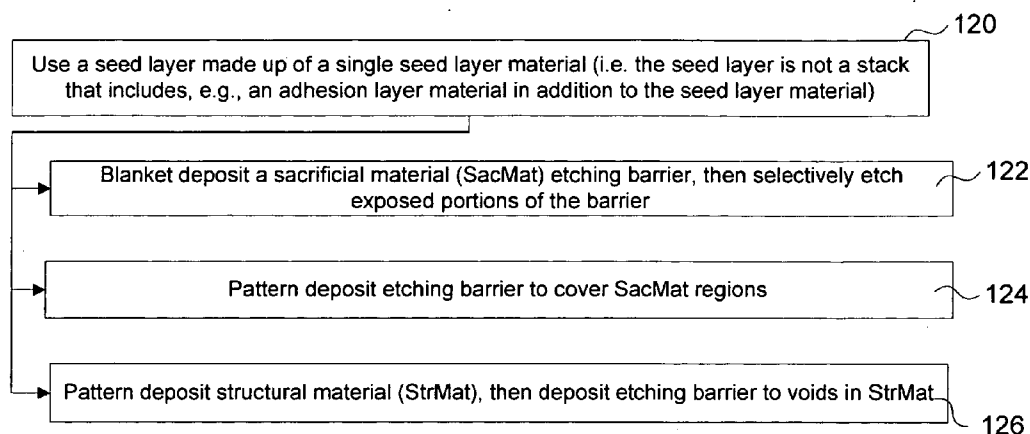 120
Use a seed layer made up of a single seed layer material (i.e. the seed layer is not a stack
that includes, e.g., an adhesion layer material in addition to the seed layer material)
Blanket deposit a sacrificial material (SacMat) etching barrier, then selectively etch
exposed portions of the barrier
122
Pattern deposit etching barrier to cover SacMat regions
124
Pattern deposit structural material (StrMat), then deposit etching barrier to voids in StrMat
126